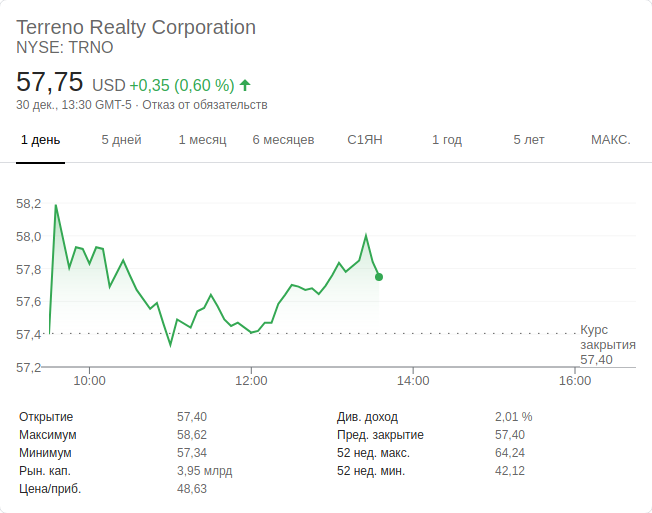 Terreno Realty Corporation
NYSE: TRNO
57,75 USD +0,35 (0,60 %)
30 дек., 13:30 GMT-5 · Отказ от обязательств
1 день 5 дней 1 месяц 6 месяцев С1ЯН 1 год 5 лет МАКС.
58,2
58,0
57,8
57,6
57,4
57,2
Курс
закрытия
57,40
10:00 12:00 14:00 16:00
Открытие 57,40 Див. доход 2,01 %
Максимум 58,62 Пред. закрытие 57,40
Минимум 57,34 52 нед. макс. 64,24
Рын. кап. 3,95 млрд 52 нед. мин. 42,12
Цена/приб. 48,63